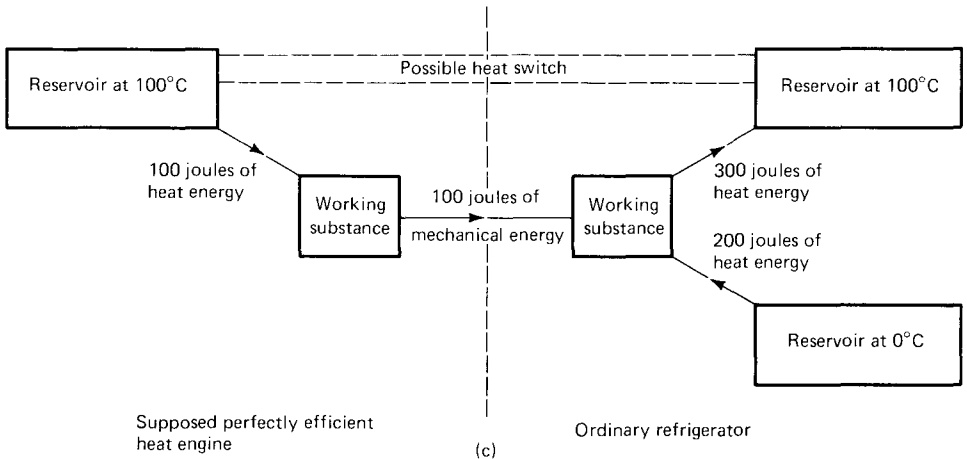 Possible heat switch
Reservoir at 100°C
Reservoir at 100°C
100 joules of
heat energy
Working
substance
100 joules of
mechanical energy
Working
substance
300 joules of
heat energy
200 joules of
heat energy
Reservoir at 0°C
Supposed perfectly efficient
heat engine
(c)
Ordinary refrigerator